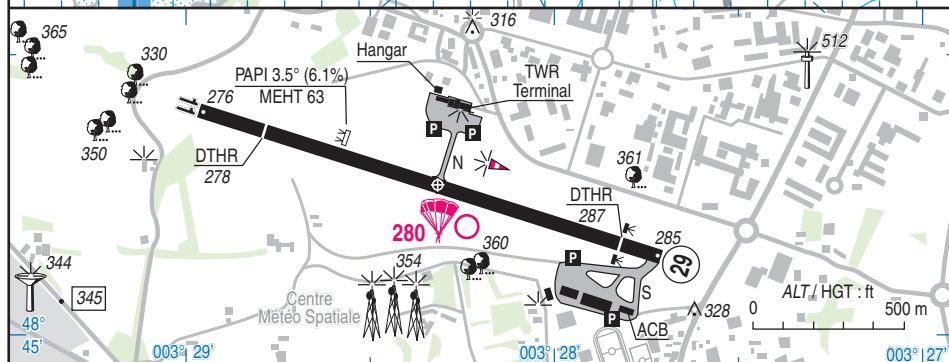 365
316
330
Hangar
512
PAPI 3.5° (6.1%)
MEHT 63
TWR
Terminal
276
P
P
350
DTHR
278
N
361
DTHR
287
280
285
29
360
344
345
354
P
Centre
Météo Spatiale
S
328
ALT / HGT : ft
0
500 m
P
ACB
48°
45'
003° | 29'
003° | 28'
003° | 27'